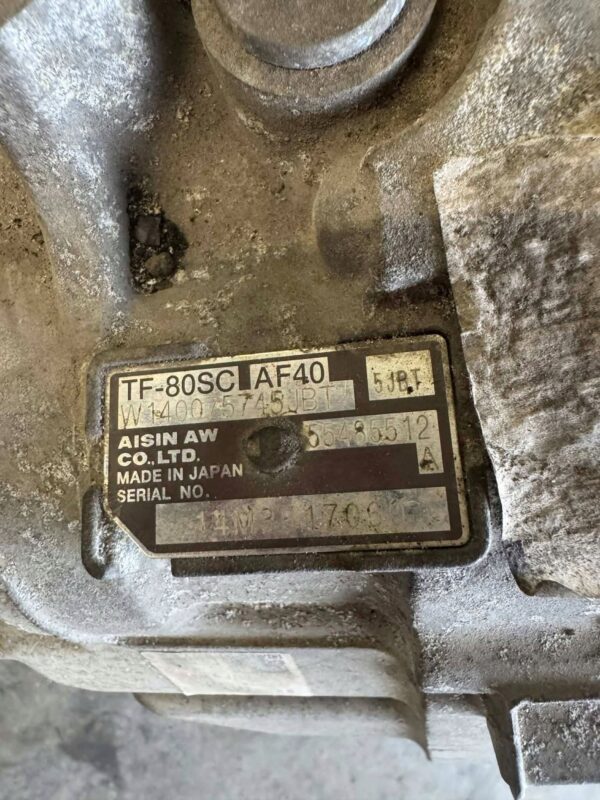 TF-80SC AF40
5JBT
W1400/5745JBT
55485512
A
AISIN AW
CO.,LTD.
MADE IN JAPAN
SERIAL NO.